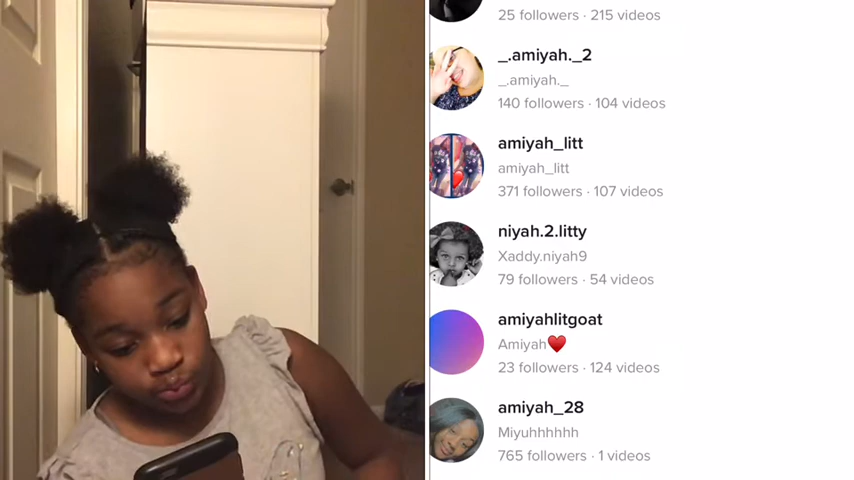 25 followers · 215 videos
_.amiyah._2
_.amiyah._
140 followers · 104 videos
amiyah_litt
amiyah_litt
371 followers · 107 videos
niyah.2.litty
Xaddy.niyah9
79 followers · 54 videos
amiyahlitgoat
Amiyah❤️
23 followers · 124 videos
amiyah_28
Miyuhhhhhh
765 followers · 1 videos